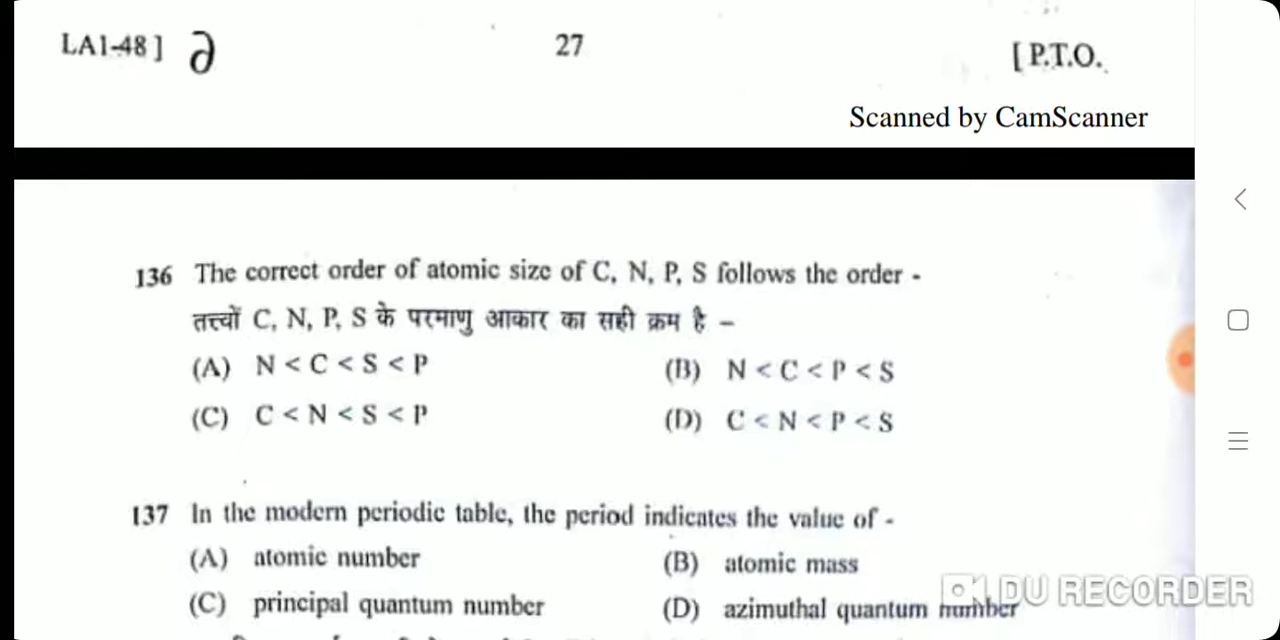 LA1-48 ] ∂ 27 [ P.T.O.
Scanned by CamScanner
136 The correct order of atomic size of C, N, P, S follows the order -
तत्त्वों C, N, P, S के परमाणु आकार का सही क्रम है –
(A) N < C < S < P (B) N < C < P < S
(C) C < N < S < P (D) C < N < P < S
137 In the modern periodic table, the period indicates the value of -
(A) atomic number (B) atomic mass
(C) principal quantum number (D) azimuthal quantum number
DU RECORDER